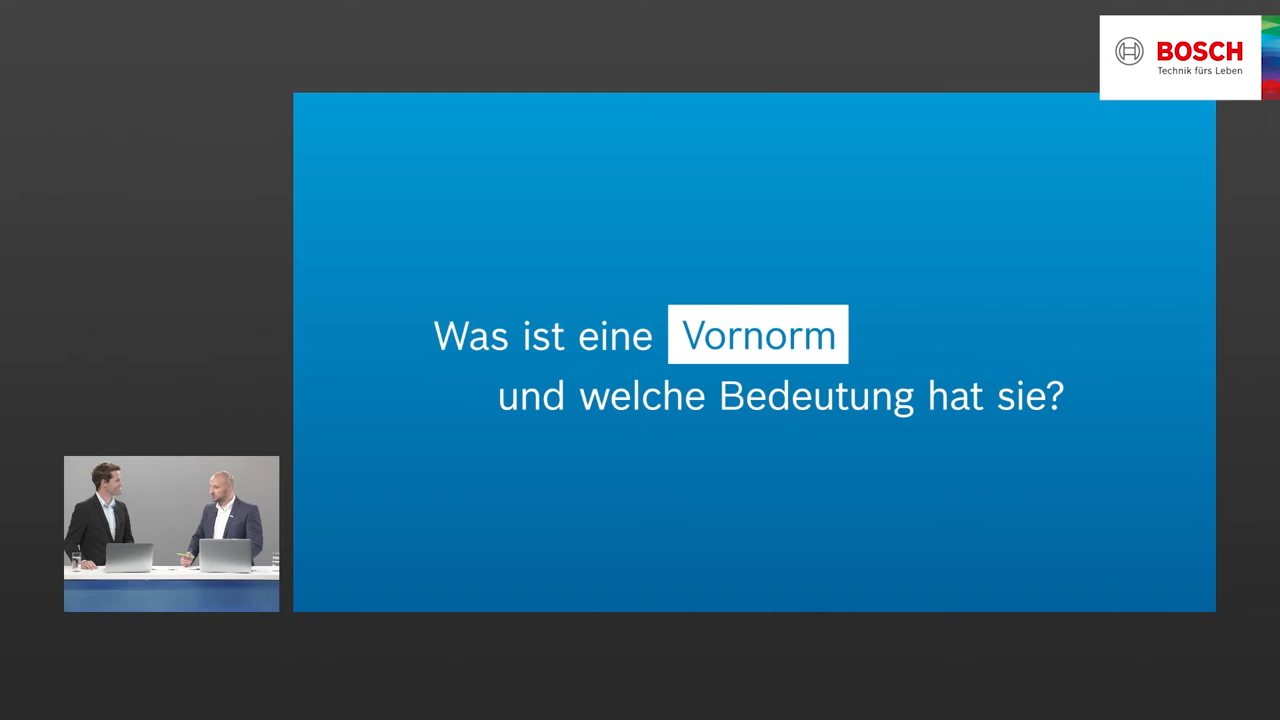 BOSCH
Technik fürs Leben
Was ist eine Vornorm
und welche Bedeutung hat sie?